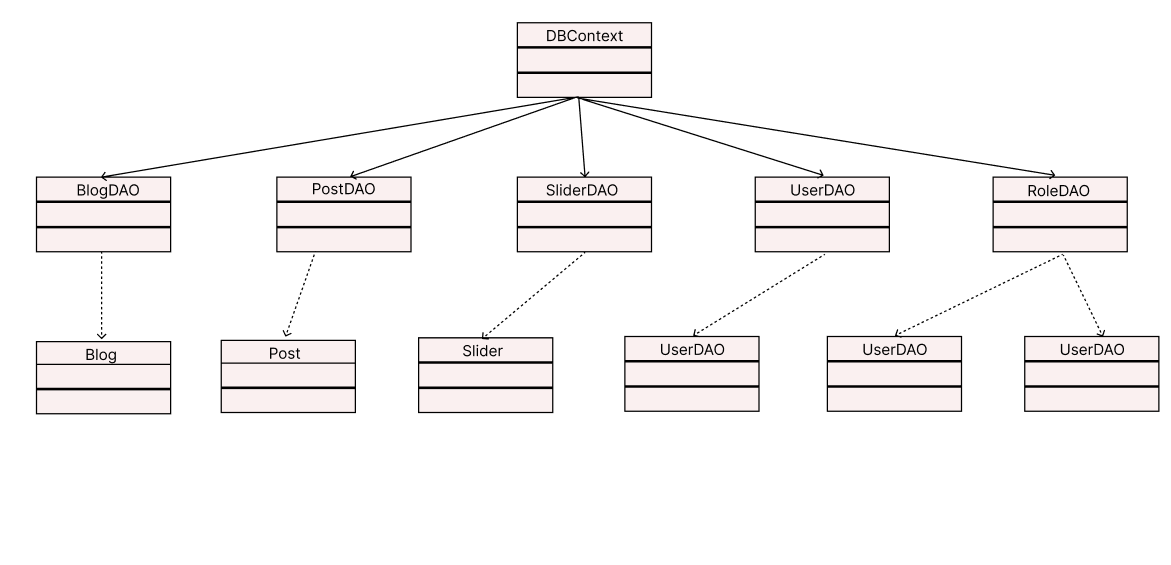 DBContext
BlogDAO
PostDAO
SliderDAO
UserDAO
RoleDAO
Blog
Post
Slider
UserDAO
UserDAO
UserDAO